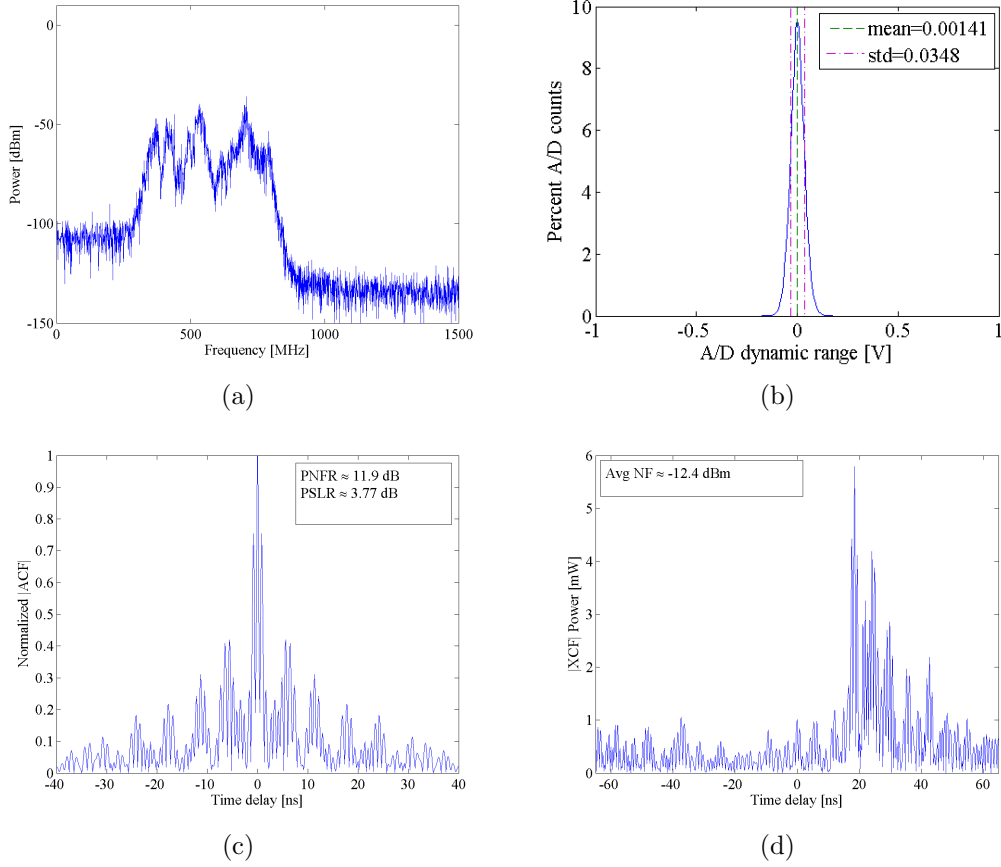 0
-50
-100
-150
Power [dBm]
0 500 1000 1500
Frequency [MHz]
(a)
10
8
6
4
2
0
Percent A/D counts
mean=0.00141
std=0.0348
-1 -0.5 0 0.5 1
A/D dynamic range [V]
(b)
1
0.9
0.8
0.7
0.6
0.5
0.4
0.3
0.2
0.1
0
Normalized |ACF|
PNFR ≈ 11.9 dB
PSLR ≈ 3.77 dB
-40 -30 -20 -10 0 10 20 30 40
Time delay [ns]
(c)
6
5
4
3
2
1
0
|XCF| Power [mW]
Avg NF ≈ -12.4 dBm
-60 -40 -20 0 20 40 60
Time delay [ns]
(d)